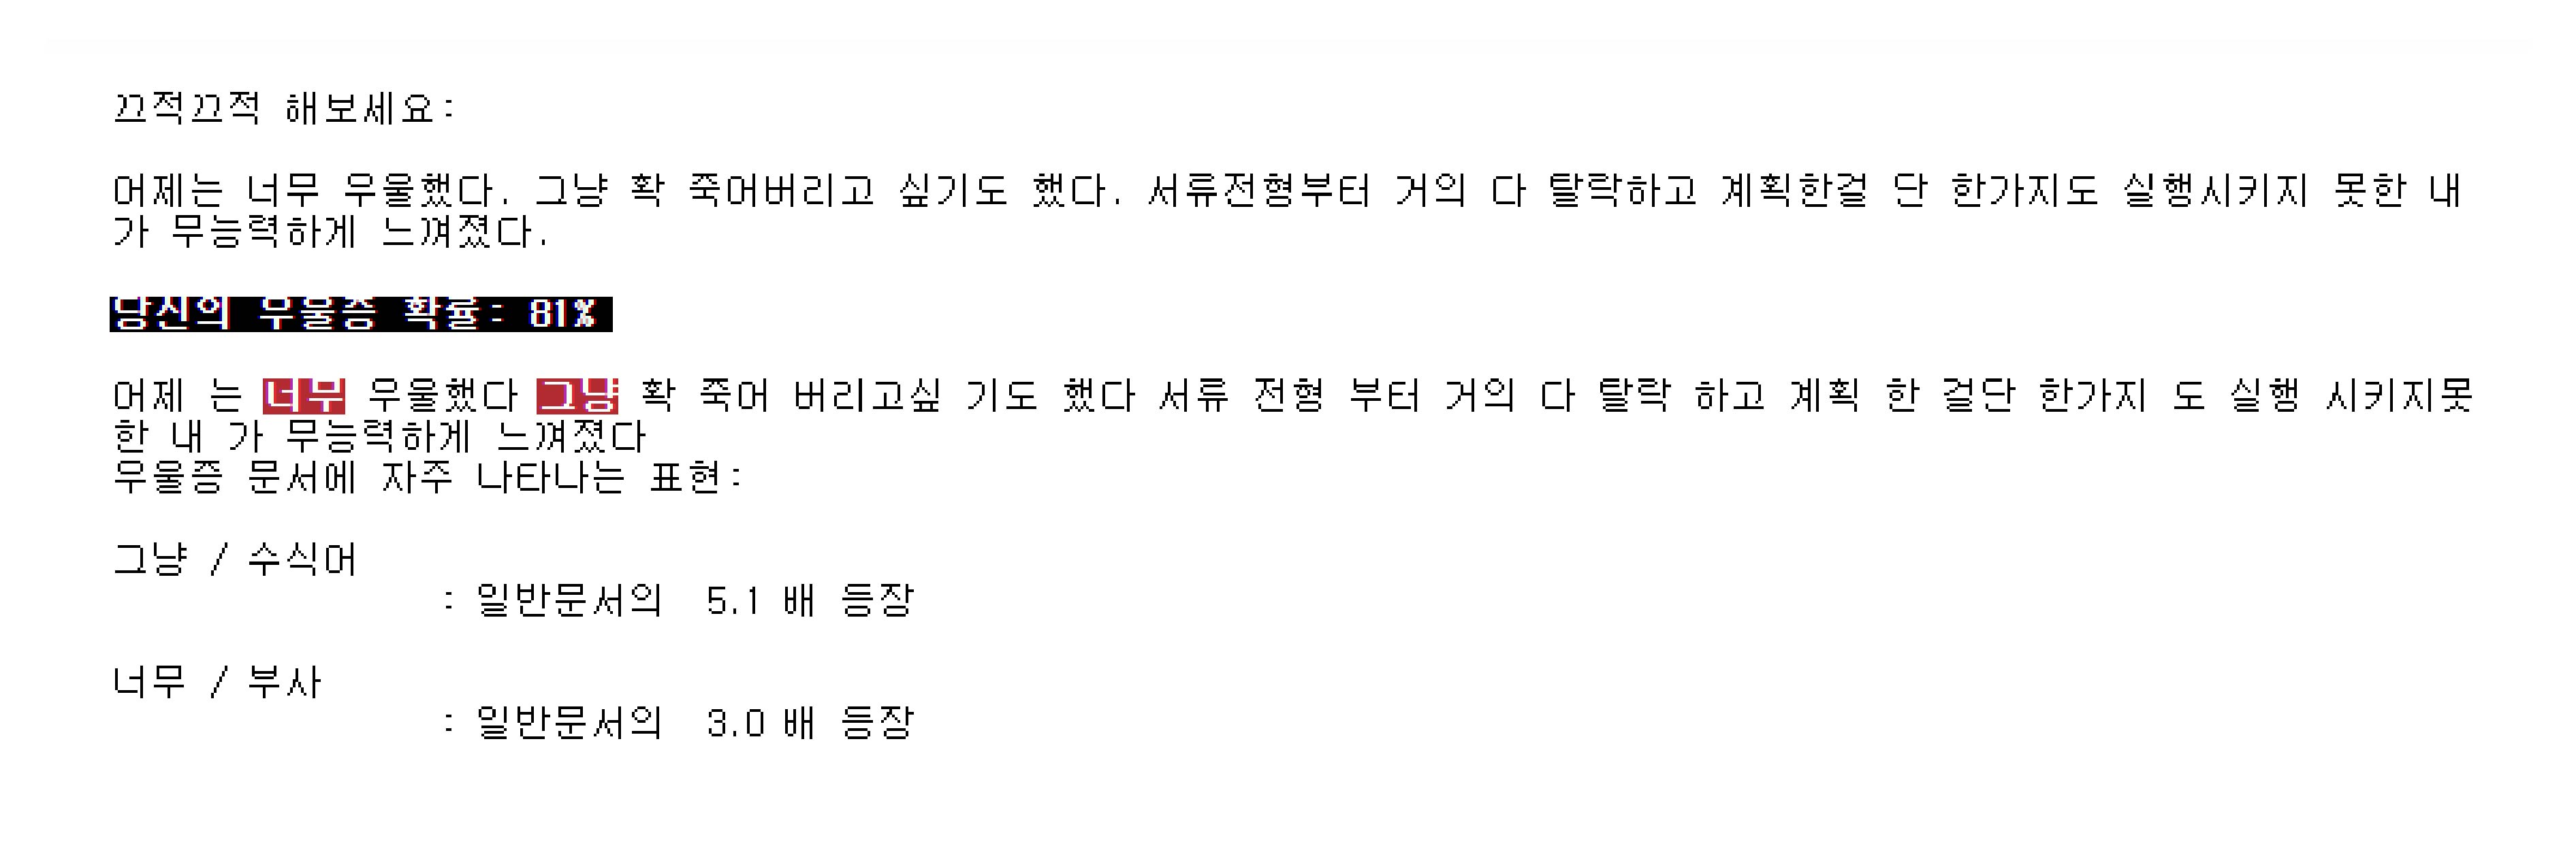 끄적끄적 해보세요:
어제는 너무 우울했다. 그냥 확 죽어버리고 싶기도 했다. 서류전형부터 거의 다 탈락하고 계획한걸 단 한가지도 실행시키지 못한 내
가 무능력하게 느껴졌다.
당신의 우울증 확률: 81%
어제 는 너무 우울했다 그냥 확 죽어 버리고싶 기도 했다 서류 전형 부터 거의 다 탈락 하고 계획 한 걸단 한가지 도 실행 시키지못
한 내 가 무능력하게 느껴졌다
우울증 문서에 자주 나타나는 표현:
그냥 / 수식어
: 일반문서의 5.1 배 등장
너무 / 부사
: 일반문서의 3.0 배 등장